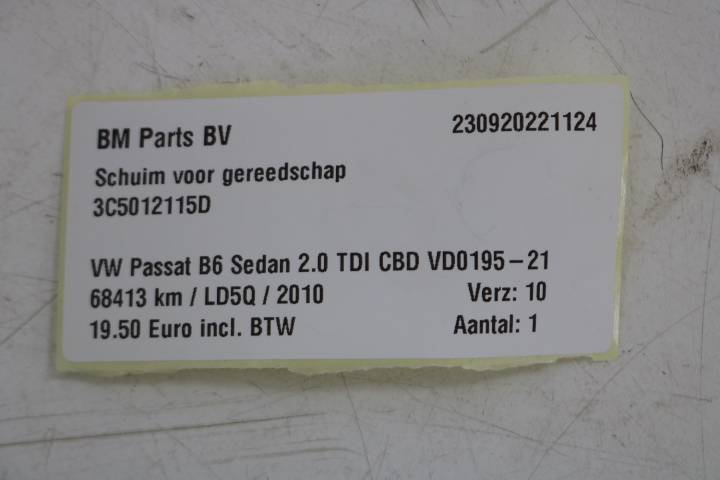 BM Parts BV 230920221124
Schuim voor gereedschap
3C5012115D
VW Passat B6 Sedan 2.0 TDI CBD VD0195-21
68413 km / LD5Q / 2010 Verz: 10
19.50 Euro incl. BTW Aantal: 1